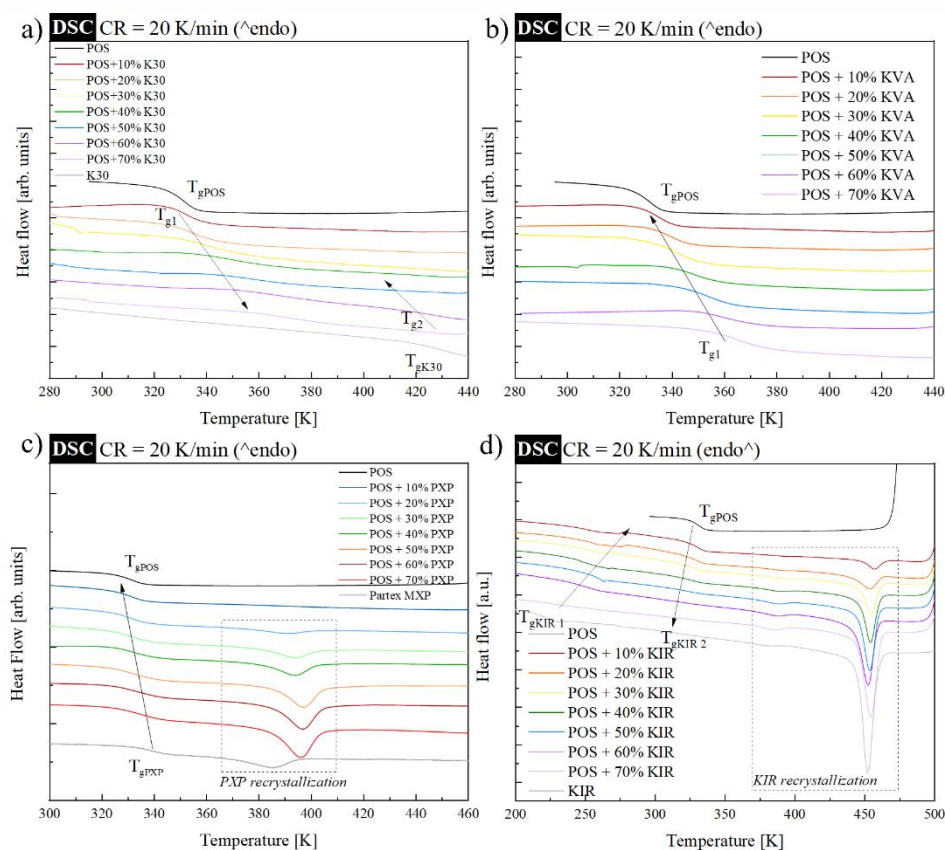 a) DSC CR = 20 K/min (^endo)
POS
POS+10% K30
POS+20% K30
POS+30% K30
POS+40% K30
POS+50% K30
POS+60% K30
POS+70% K30
K30
TgPOS
Tg1
Tg2
TgK30
Heat flow [arb. units]
280 300 320 340 360 380 400 420 440
Temperature [K]
b) DSC CR = 20 K/min (^endo)
POS
POS + 10% KVA
POS + 20% KVA
POS + 30% KVA
POS + 40% KVA
POS + 50% KVA
POS + 60% KVA
POS + 70% KVA
TgPOS
Tg1
Heat flow [arb. units]
280 300 320 340 360 380 400 420 440
Temperature [K]
c) DSC CR = 20 K/min (^endo)
POS
POS + 10% PXP
POS + 20% PXP
POS + 30% PXP
POS + 40% PXP
POS + 50% PXP
POS + 60% PXP
POS + 70% PXP
Partex MXP
TgPOS
TgPXP
PXP recrystallization
Heat Flow [arb. units]
300 320 340 360 380 400 420 440 460
Temperature [K]
d) DSC CR = 20 K/min (endo^)
TgPOS
TgKIR 1
TgKIR 2
POS
POS + 10% KIR
POS + 20% KIR
POS + 30% KIR
POS + 40% KIR
POS + 50% KIR
POS + 60% KIR
POS + 70% KIR
KIR
KIR recrystallization
Heat flow [a.u.]
200 250 300 350 400 450 500
Temperature [K]